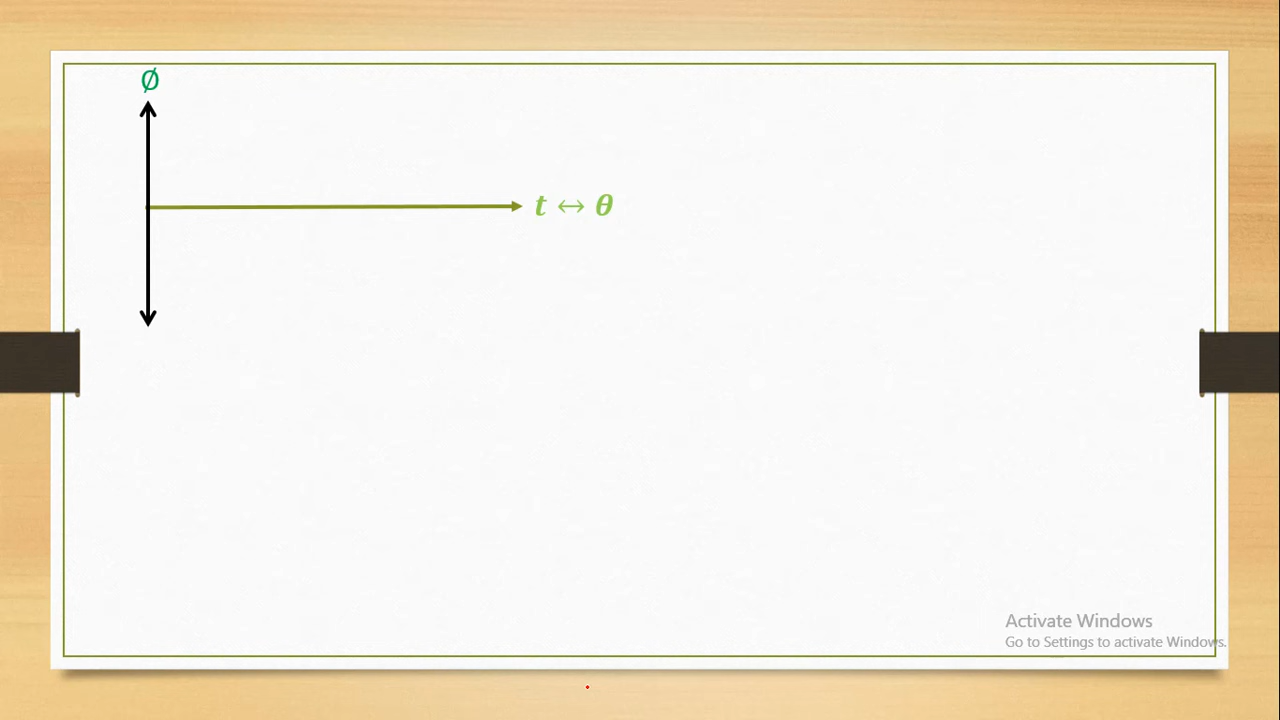 ∅
t ↔ θ
Activate Windows
Go to Settings to activate Windows.